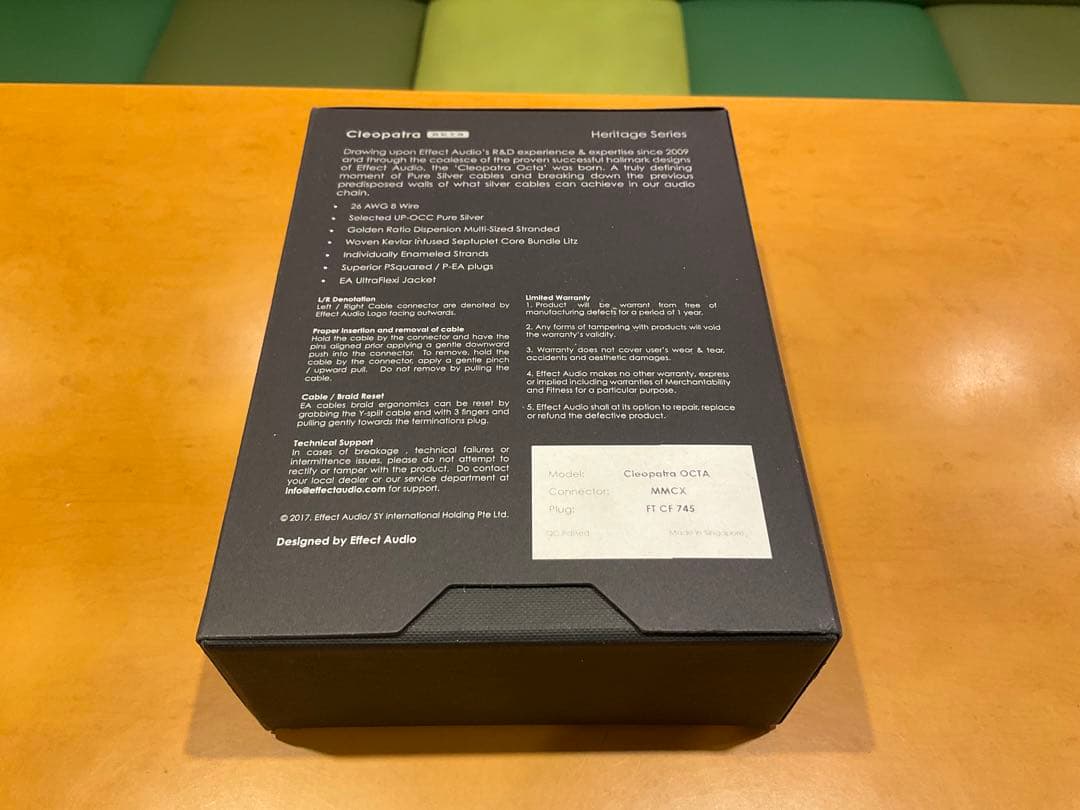 Cleopatra OCTA
Heritage Series
Drawing upon Effect Audio's R&D experience & expertise since 2009
and through the coalesce of the proven successful hallmark designs
of Effect Audio, the 'Cleopatra Octa' was born. A truly defining
moment of Pure Silver cables and breaking down the previous
predisposed walls of what silver cables can achieve in our audio
chain.
• 26 AWG 8 Wire
• Selected UP-OCC Pure Silver
• Golden Ratio Dispersion Multi-Sized Stranded
• Woven Kevlar Infused Septuplet Core Bundle Litz
• Individually Enameled Strands
• Superior PSquared / P-EA plugs
• EA UltraFlexi Jacket
L/R Denotation
Left / Right Cable connector are denoted by
Effect Audio Logo facing outwards.
Proper insertion and removal of cable
Hold the cable by the connector and have the
pins aligned prior applying a gentle downward
push into the connector. To remove, hold the
cable by the connector, apply a gentle pinch
/ upward pull. Do not remove by pulling the
cable.
Cable / Braid Reset
EA cables braid ergonomics can be reset by
grabbing the Y-split cable end with 3 fingers and
pulling gently towards the terminations plug.
Technical Support
In cases of breakage , technical failures or
intermittence issues, please do not attempt to
rectify or tamper with the product. Do contact
your local dealer or our service department at
info@effectaudio.com for support.
© 2017. Effect Audio/ SY International Holding Pte Ltd.
Designed by Effect Audio
Limited Warranty
1. Product will be warrant from free of
manufacturing defects for a period of 1 year.
2. Any forms of tampering with products will void
the warranty's validity.
3. Warranty does not cover user's wear & tear,
accidents and aesthetic damages.
4. Effect Audio makes no other warranty, express
or implied including warranties of Merchantability
and Fitness for a particular purpose.
5. Effect Audio shall at its option to repair, replace
or refund the defective product.
Model: Cleopatra OCTA
Connector: MMCX
Plug: FT CF 745
QC Passed Made in Singapore